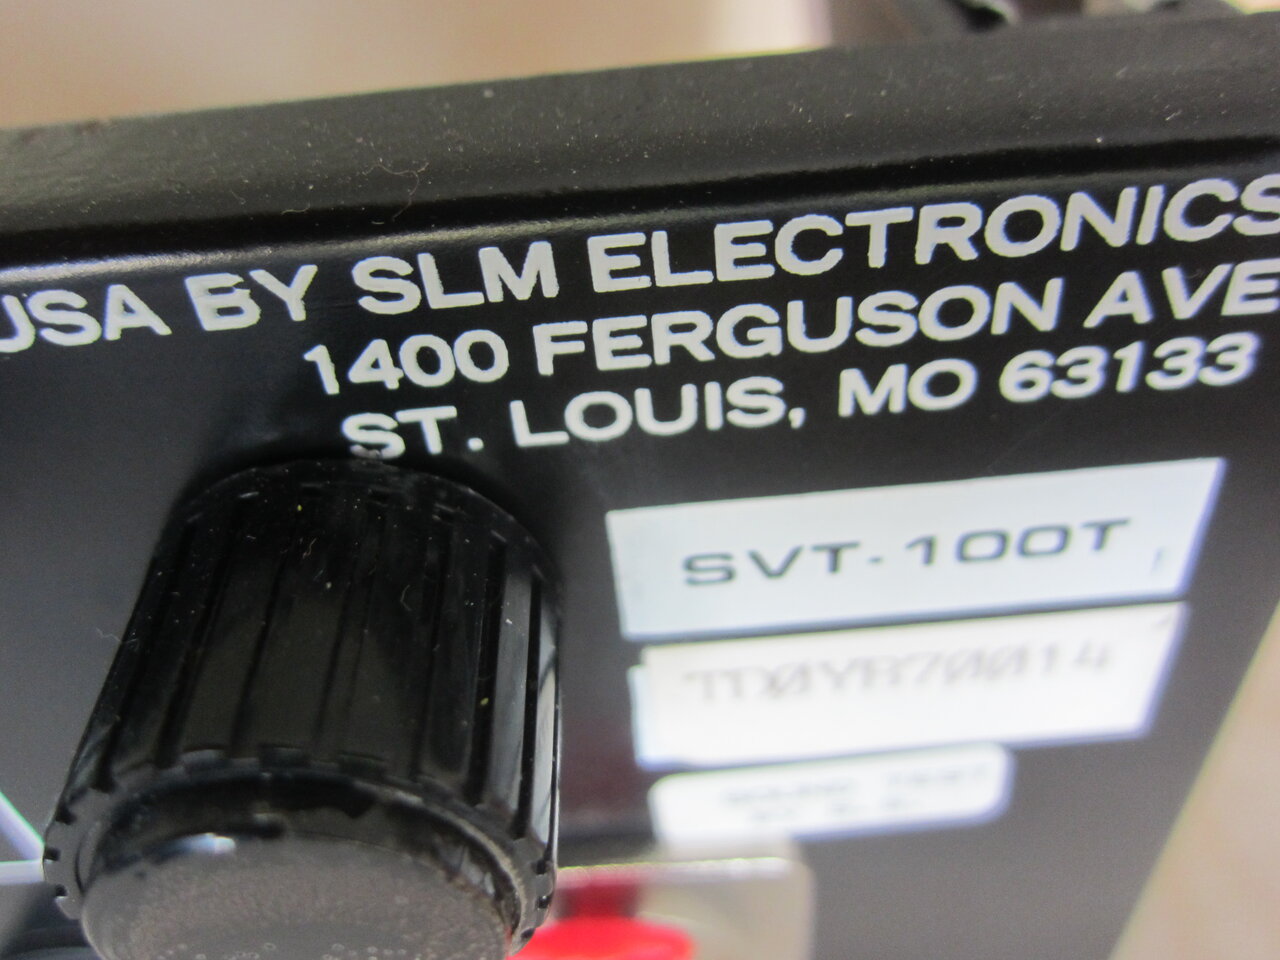 USA BY SLM ELECTRONICS
1400 FERGUSON AVE
ST. LOUIS, MO 63133
SVT-100T